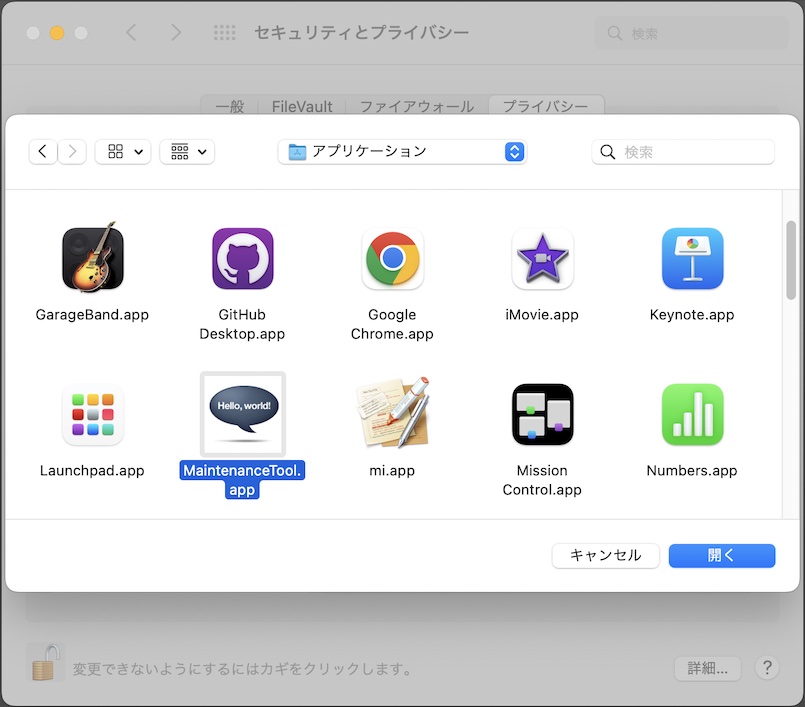 セキュリティとプライバシー
検索
一般
FileVault
ファイアウォール
プライバシー
アプリケーション
検索
GarageBand.app
GitHub
Desktop.app
Google
Chrome.app
iMovie.app
Keynote.app
Hello, world!
Launchpad.app
MaintenanceTool.
app
mi.app
Mission
Control.app
Numbers.app
キャンセル
開く
変更できないようにするにはカギをクリックします。
詳細...
?